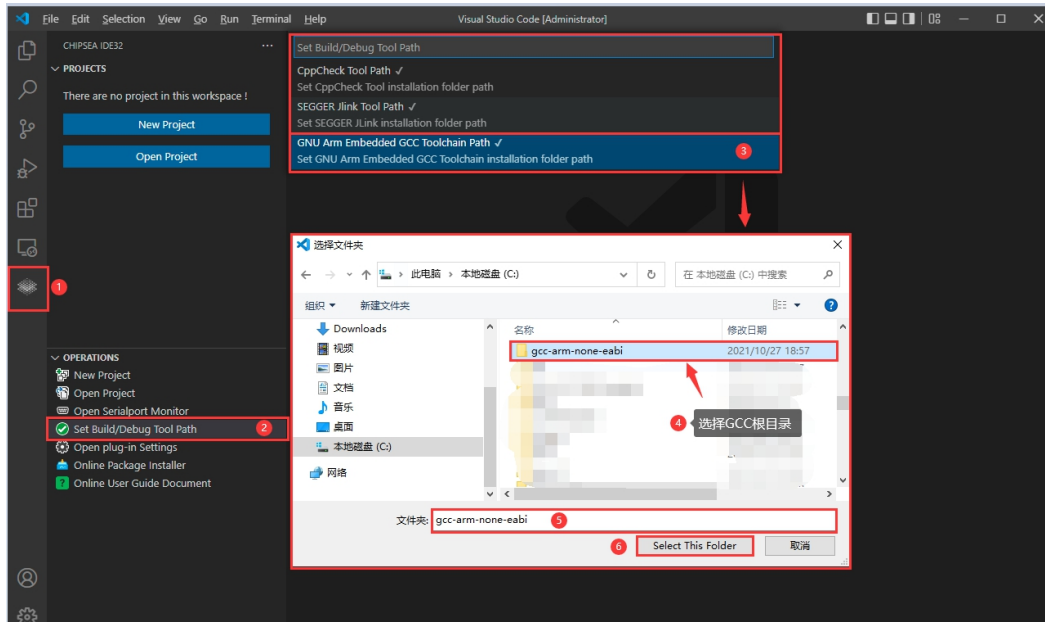 File Edit Selection View Go Run Terminal Help
Visual Studio Code [Administrator]
CHIPSEA IDE32
PROJECTS
There are no project in this workspace !
New Project
Open Project
Set Build/Debug Tool Path
CppCheck Tool Path ✓
Set CppCheck Tool installation folder path
SEGGER Jlink Tool Path ✓
Set SEGGER JLink installation folder path
GNU Arm Embedded GCC Toolchain Path ✓
Set GNU Arm Embedded GCC Toolchain installation folder path
3
1
选择文件夹
此电脑 > 本地磁盘 (C:)
在 本地磁盘 (C:) 中搜索
组织 新建文件夹
名称 修改日期
Downloads
视频
图片
文档
音乐
桌面
本地磁盘 (C:)
网络
gcc-arm-none-eabi 2021/10/27 18:57
4 选择GCC根目录
文件夹: gcc-arm-none-eabi 5
6 Select This Folder 取消
OPERATIONS
New Project
Open Project
Open Serialport Monitor
Set Build/Debug Tool Path 2
Open plug-in Settings
Online Package Installer
Online User Guide Document